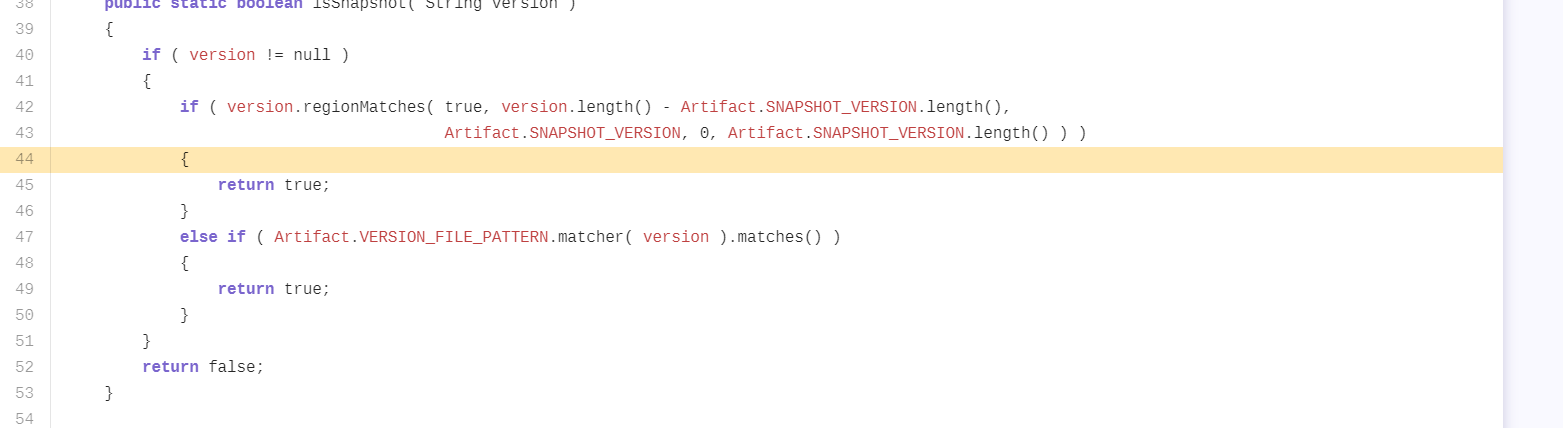 38 public static boolean isSnapshot( String version )
39 {
40 if ( version != null )
41 {
42 if ( version.regionMatches( true, version.length() - Artifact.SNAPSHOT_VERSION.length(),
43 Artifact.SNAPSHOT_VERSION, 0, Artifact.SNAPSHOT_VERSION.length() ) )
44 {
45 return true;
46 }
47 else if ( Artifact.VERSION_FILE_PATTERN.matcher( version ).matches() )
48 {
49 return true;
50 }
51 }
52 return false;
53 }
54